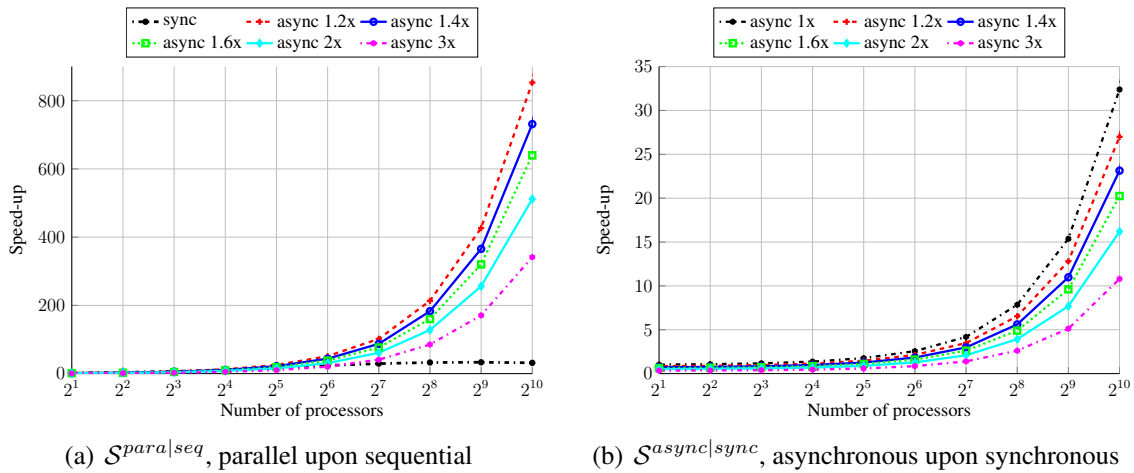 sync async 1.2x async 1.4x
async 1.6x async 2x async 3x
800
600
400
200
0
Speed-up
2^1 2^2 2^3 2^4 2^5 2^6 2^7 2^8 2^9 2^10
Number of processors
(a) S^{para|seq}, parallel upon sequential
async 1x async 1.2x async 1.4x
async 1.6x async 2x async 3x
35
30
25
20
15
10
5
0
Speed-up
2^1 2^2 2^3 2^4 2^5 2^6 2^7 2^8 2^9 2^10
Number of processors
(b) S^{async|sync}, asynchronous upon synchronous